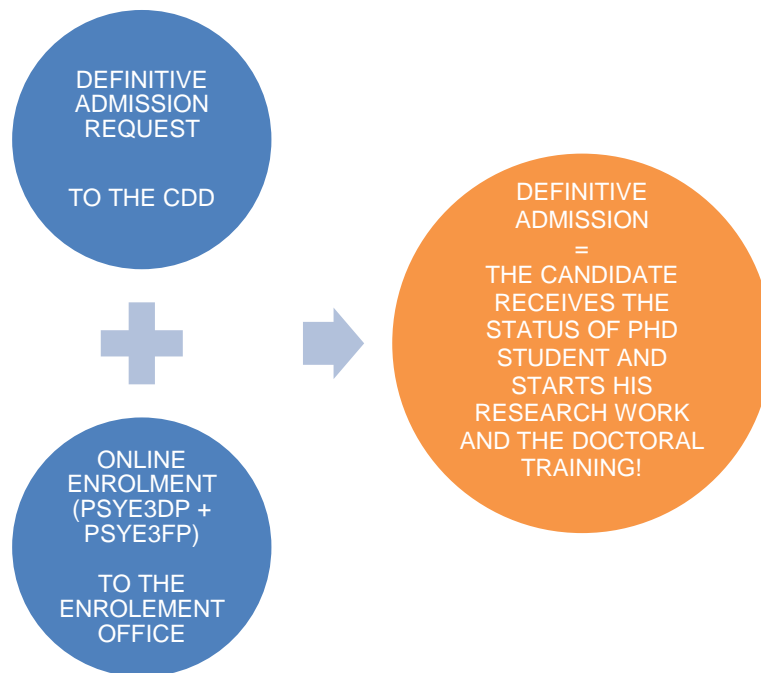 DEFINITIVE
ADMISSION
REQUEST
TO THE CDD
ONLINE
ENROLMENT
(PSYE3DP +
PSYE3FP)
TO THE
ENROLEMENT
OFFICE
DEFINITIVE
ADMISSION
=
THE CANDIDATE
RECEIVES THE
STATUS OF PHD
STUDENT AND
STARTS HIS
RESEARCH WORK
AND THE DOCTORAL
TRAINING!